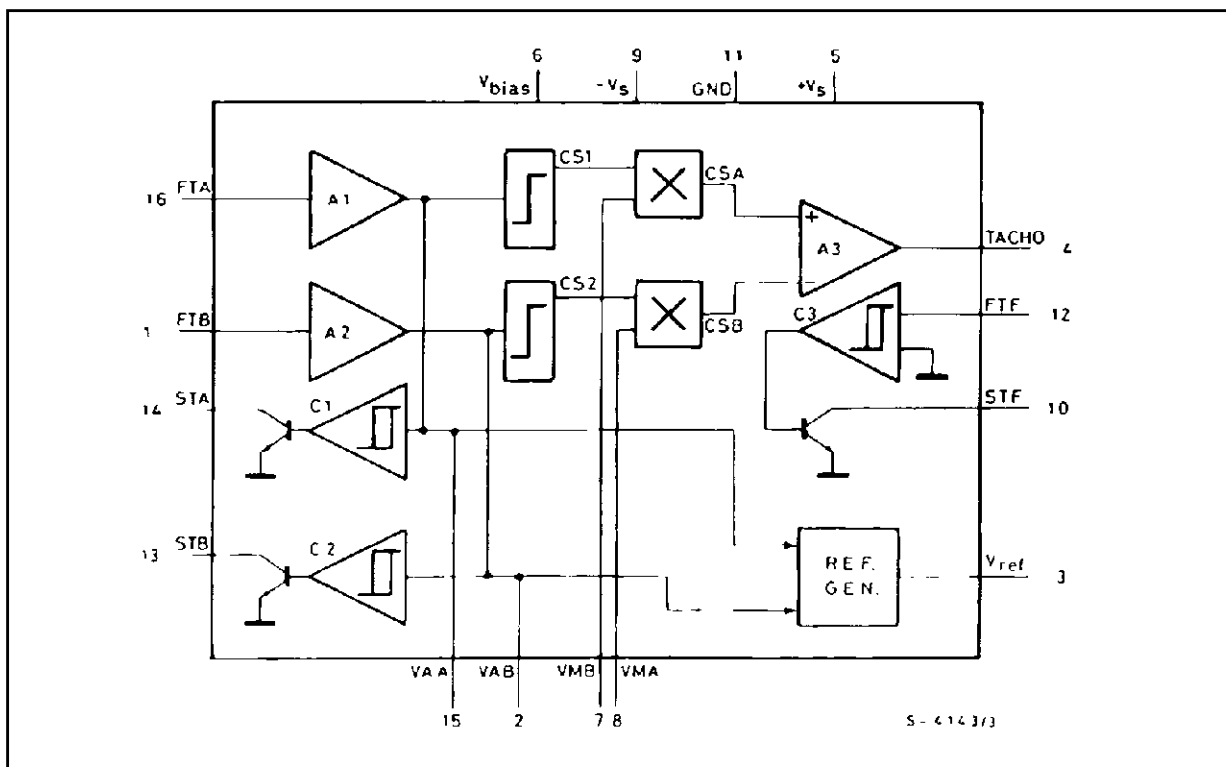 6 9 11 5
Vbias -Vs GND +Vs
CS1
CSA
16 FTA A1
+
A3 TACHO 4
CS2
CSB
C3 FTF 12
1 FTB A2
14 STA C1
STF 10
13 STB C2
REF. GEN.
Vref 3
VAA VAB VMB VMA
15 2 7 8
S-4143/3